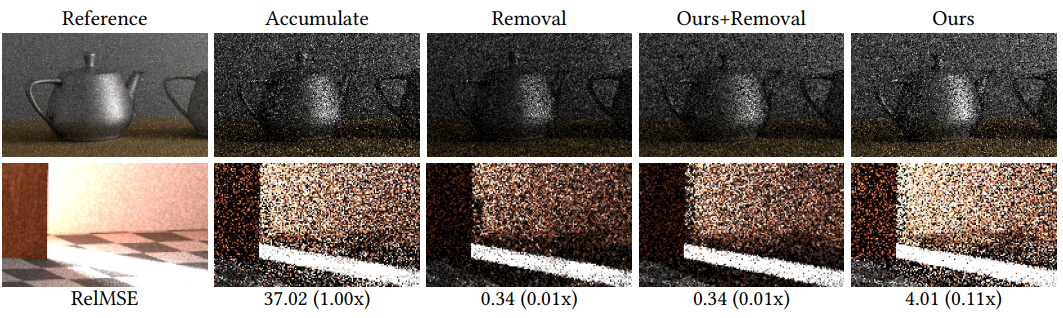 Reference Accumulate Removal Ours+Removal Ours
RelMSE 37.02 (1.00x) 0.34 (0.01x) 0.34 (0.01x) 4.01 (0.11x)